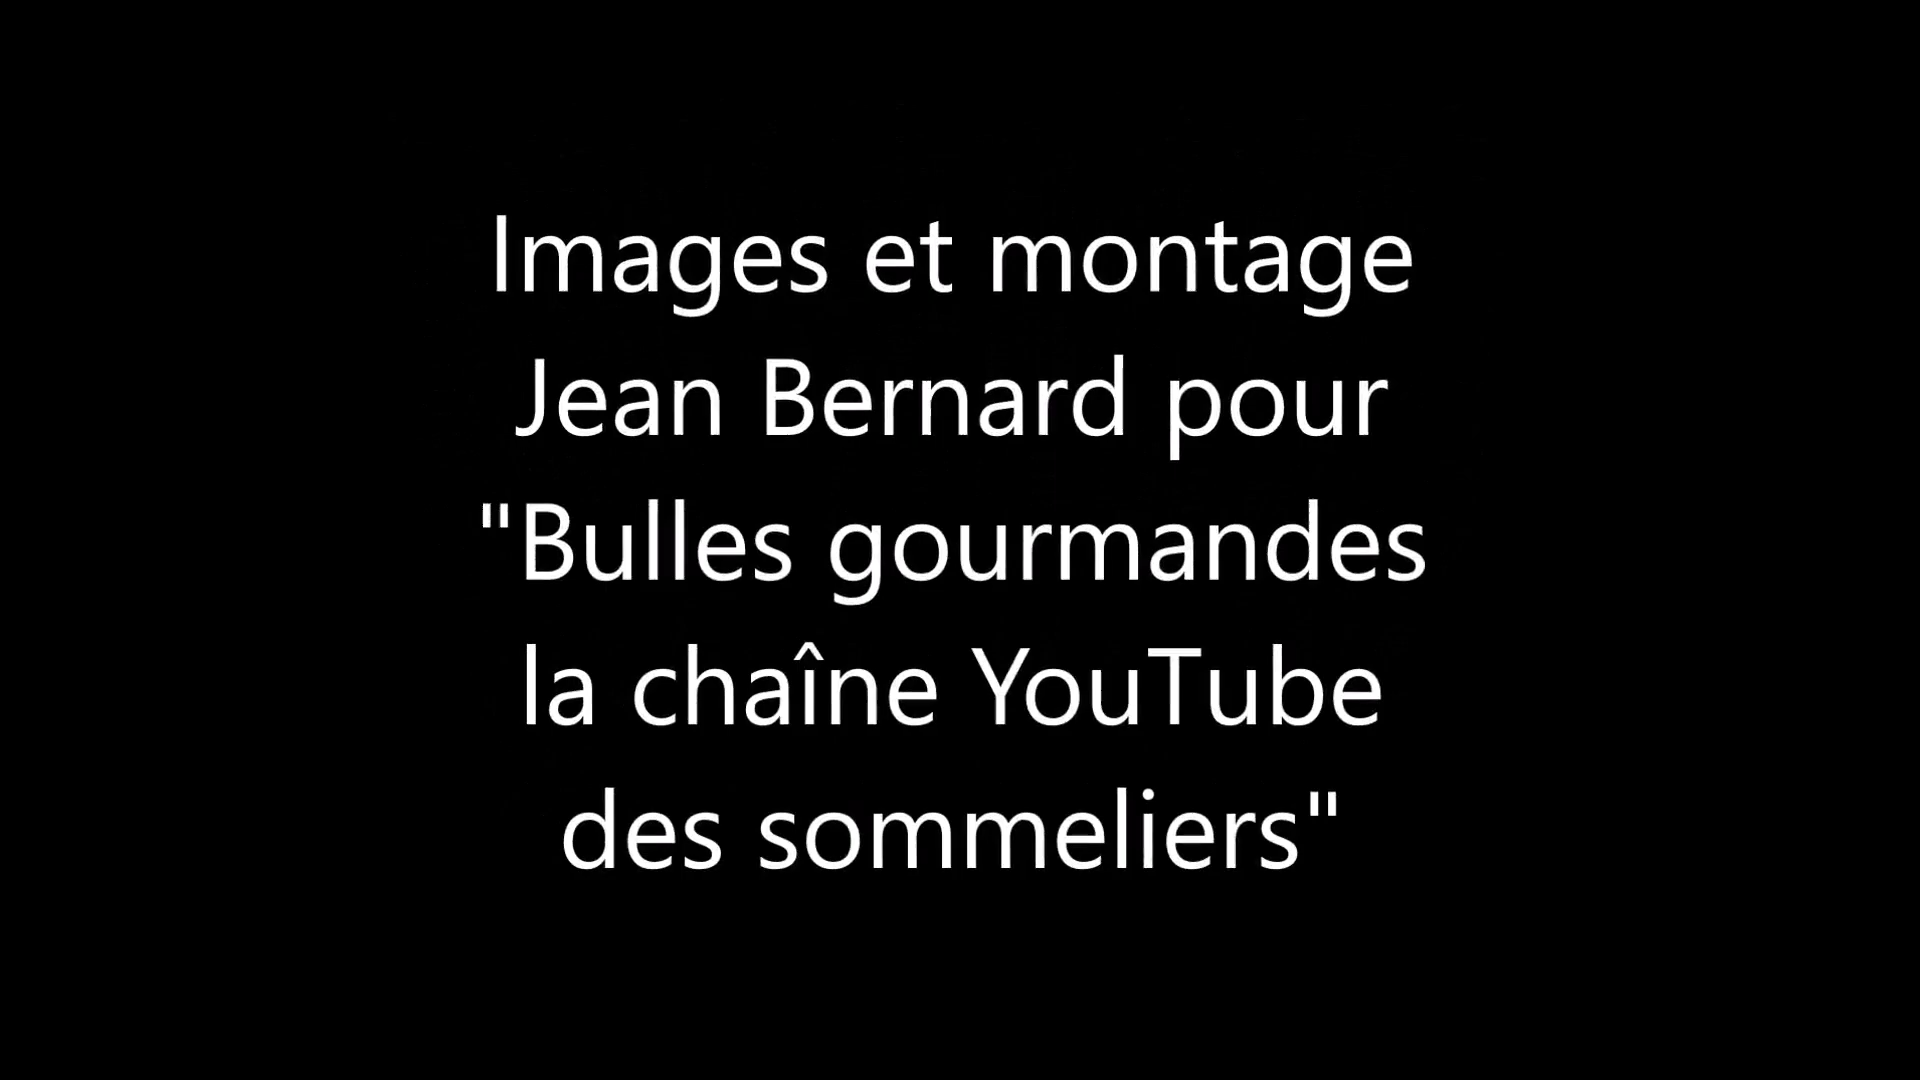 Images et montage
Jean Bernard pour
"Bulles gourmandes
la chaîne YouTube
des sommeliers"